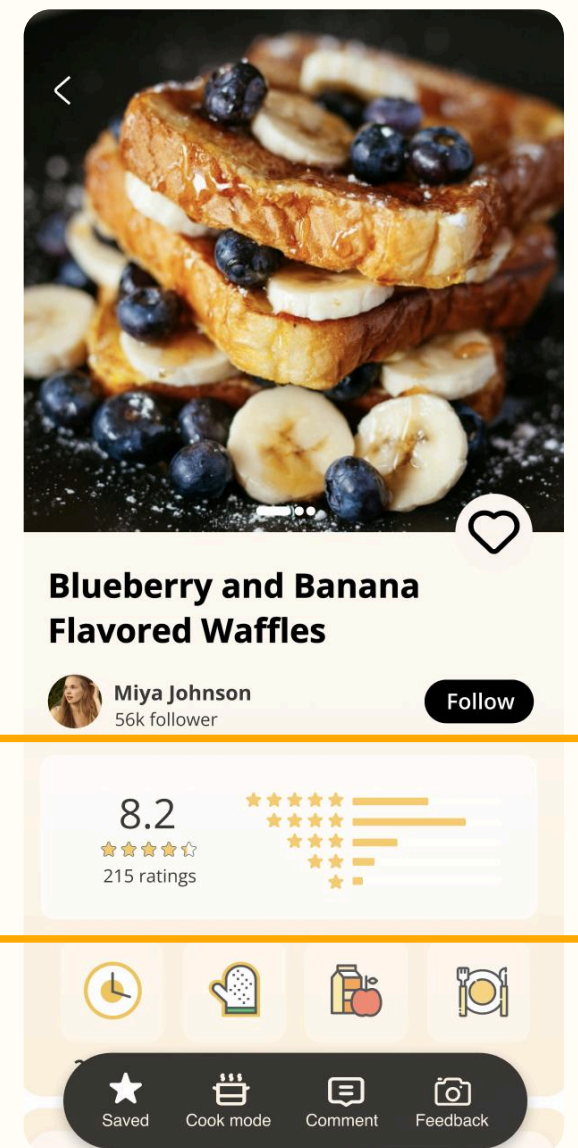 Blueberry and Banana
Flavored Waffles
Miya Johnson
56k follower
Follow
8.2
215 ratings
Saved
Cook mode
Comment
Feedback